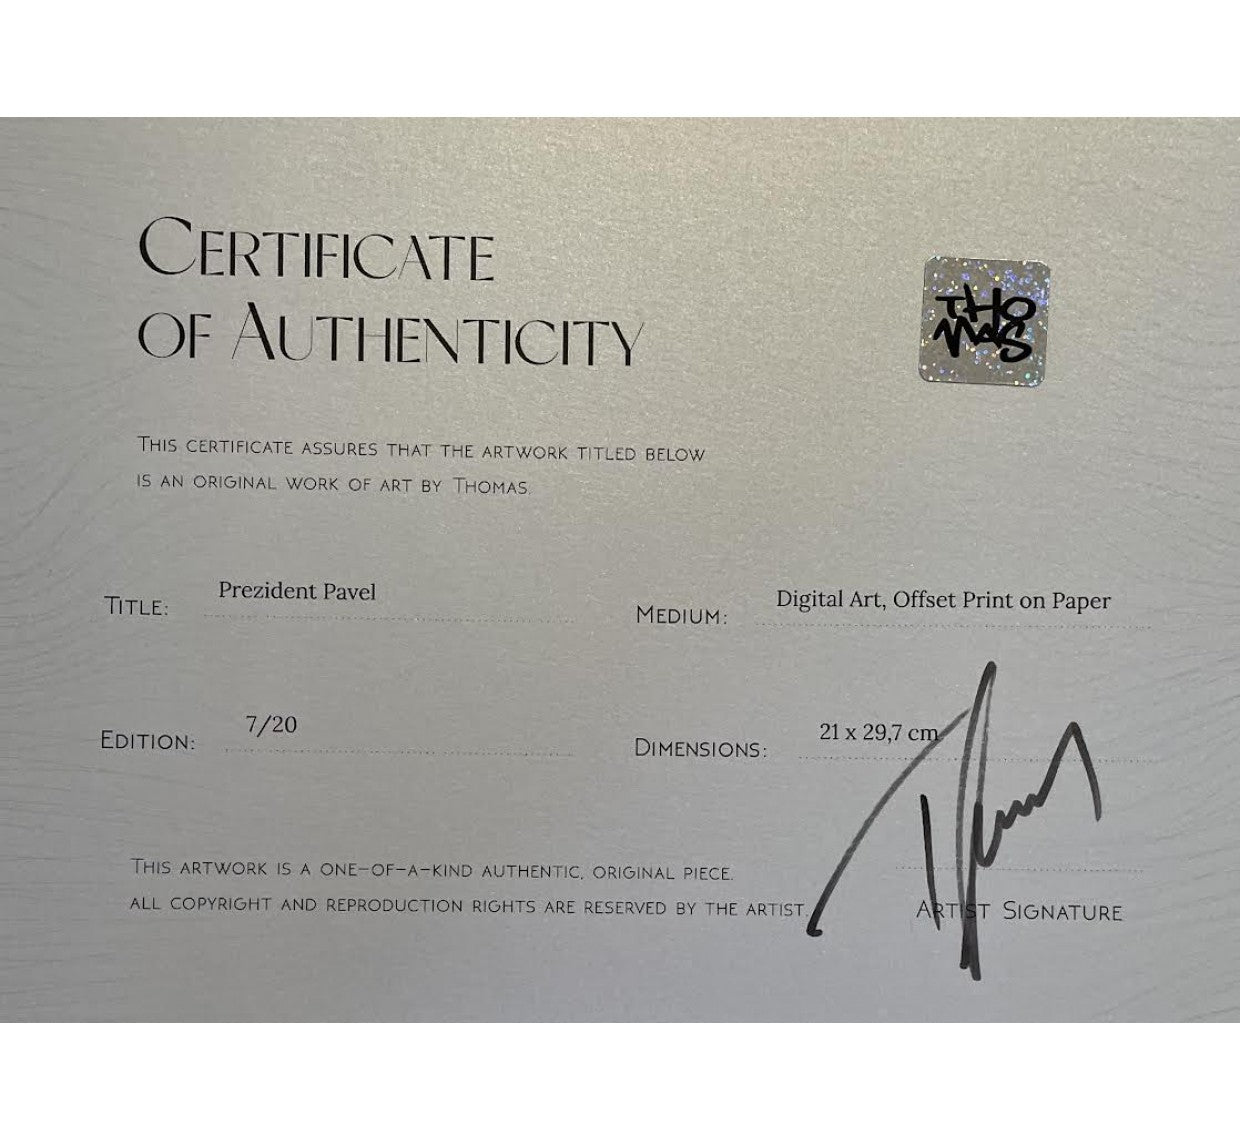 CERTIFICATE
OF AUTHENTICITY
THO
MAS
THIS CERTIFICATE ASSURES THAT THE ARTWORK TITLED BELOW
IS AN ORIGINAL WORK OF ART BY THOMAS.
TITLE: Prezident Pavel
MEDIUM: Digital Art, Offset Print on Paper
EDITION: 7/20
DIMENSIONS: 21 x 29,7 cm
THIS ARTWORK IS A ONE-OF-A-KIND AUTHENTIC, ORIGINAL PIECE.
ALL COPYRIGHT AND REPRODUCTION RIGHTS ARE RESERVED BY THE ARTIST.
ARTIST SIGNATURE